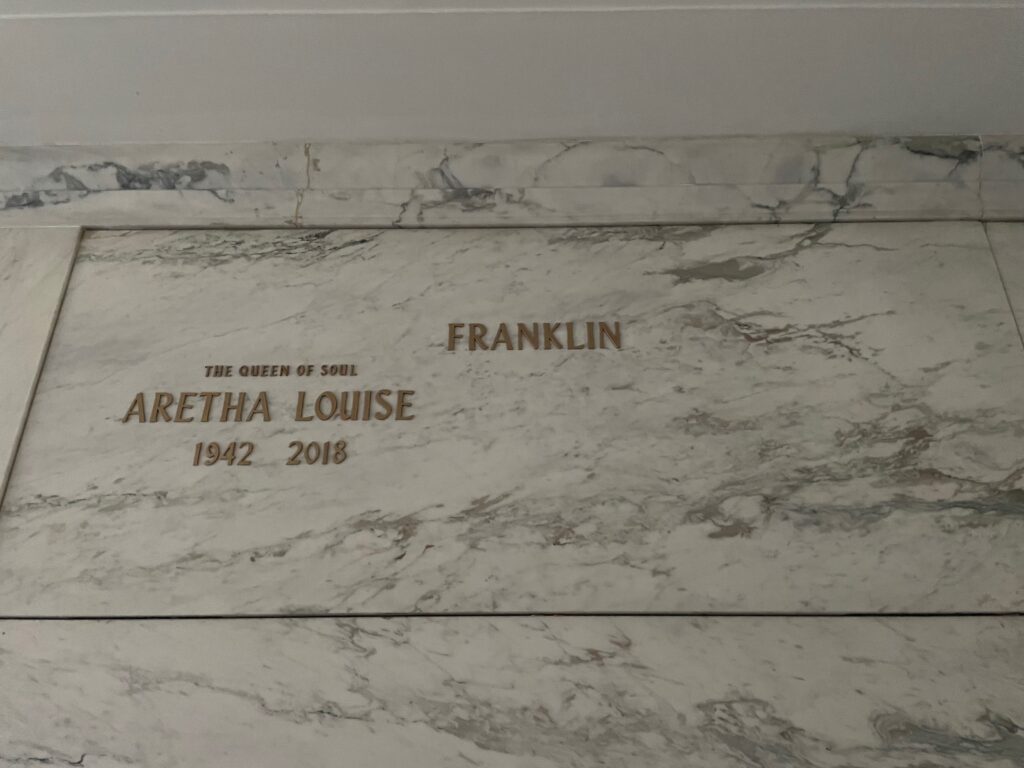 FRANKLIN
THE QUEEN OF SOUL
ARETHA LOUISE
1942 2018